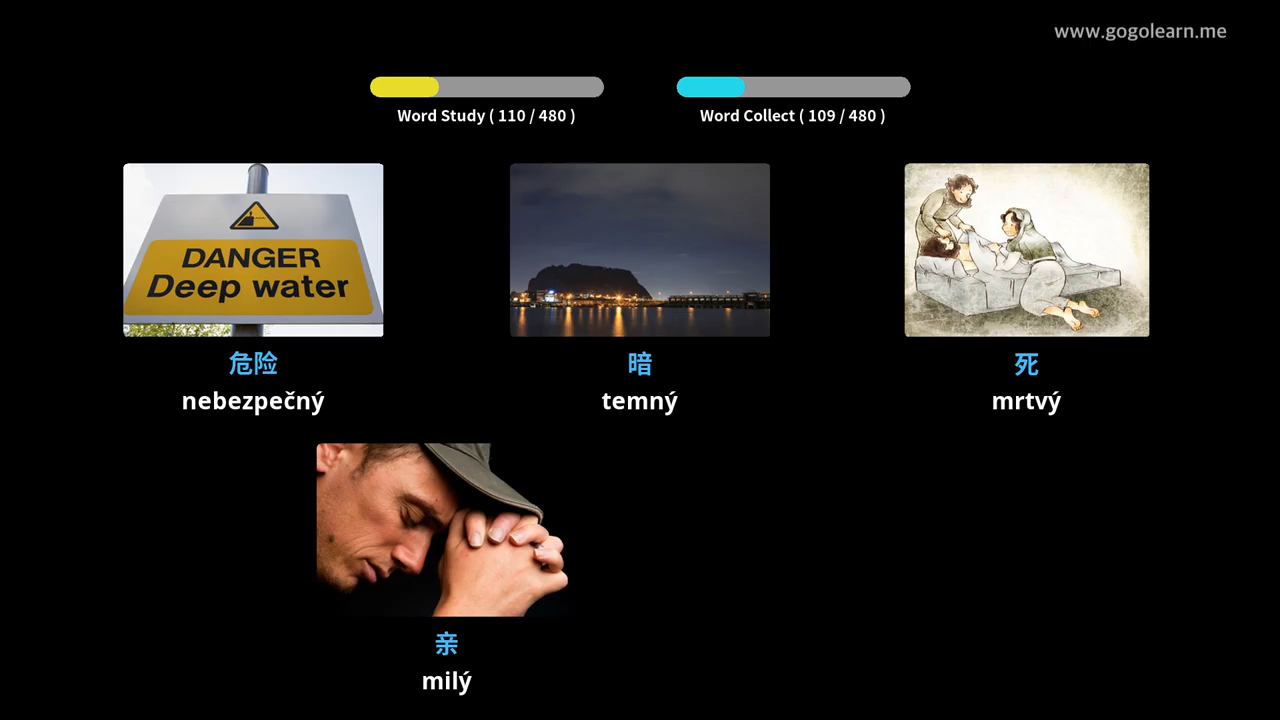 www.gogolearn.me
Word Study ( 110 / 480 )
Word Collect ( 109 / 480 )
DANGER
Deep water
危险
nebezpečný
暗
temný
死
mrtvý
亲
milý